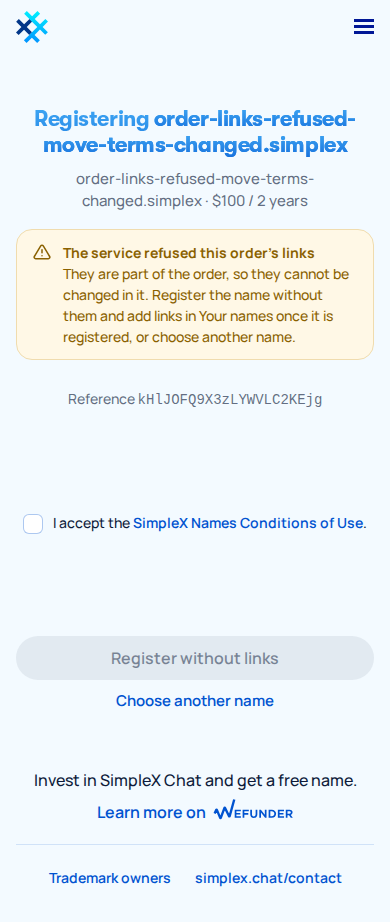 Registering order-links-refused-
move-terms-changed.simplex
order-links-refused-move-terms-
changed.simplex · $100 / 2 years
The service refused this order's links
They are part of the order, so they cannot be
changed in it. Register the name without
them and add links in Your names once it is
registered, or choose another name.
Reference kHlJOFQ9X3zLYWVLC2KEjg
I accept the SimpleX Names Conditions of Use.
Register without links
Choose another name
Invest in SimpleX Chat and get a free name.
Learn more on WEFUNDER
Trademark owners simplex.chat/contact